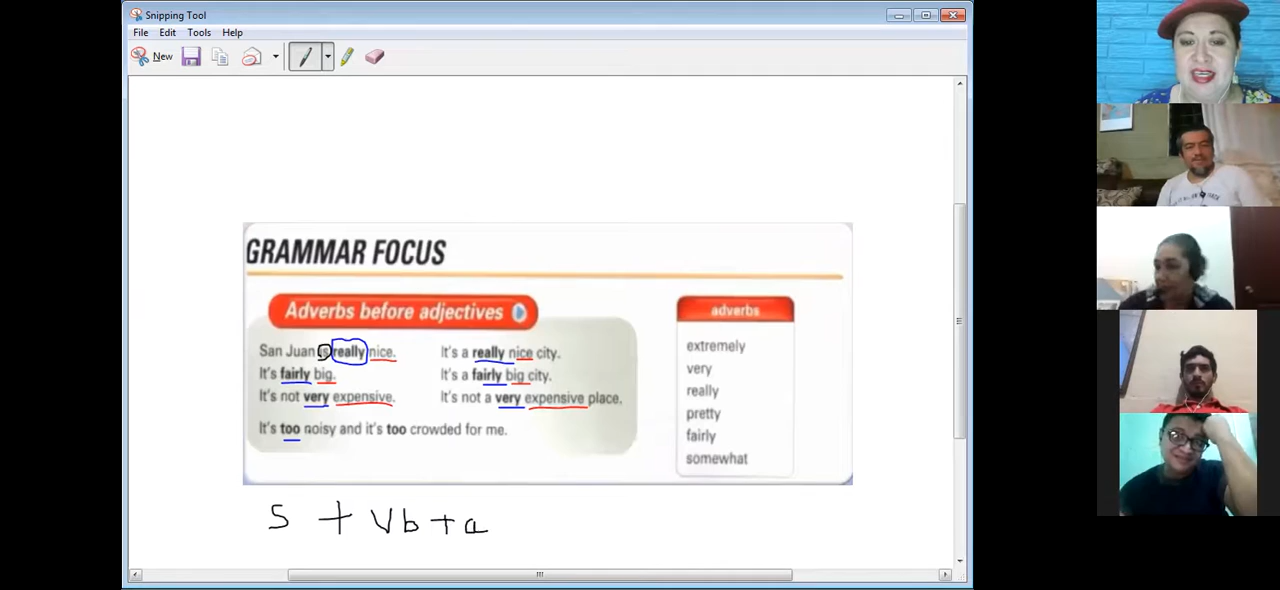 Snipping Tool
File Edit Tools Help
New
GRAMMAR FOCUS
Adverbs before adjectives
San Juan is really nice. It's a really nice city.
It's fairly big. It's a fairly big city.
It's not very expensive. It's not a very expensive place.
It's too noisy and it's too crowded for me.
adverbs
extremely
very
really
pretty
fairly
somewhat
S + Vb + a